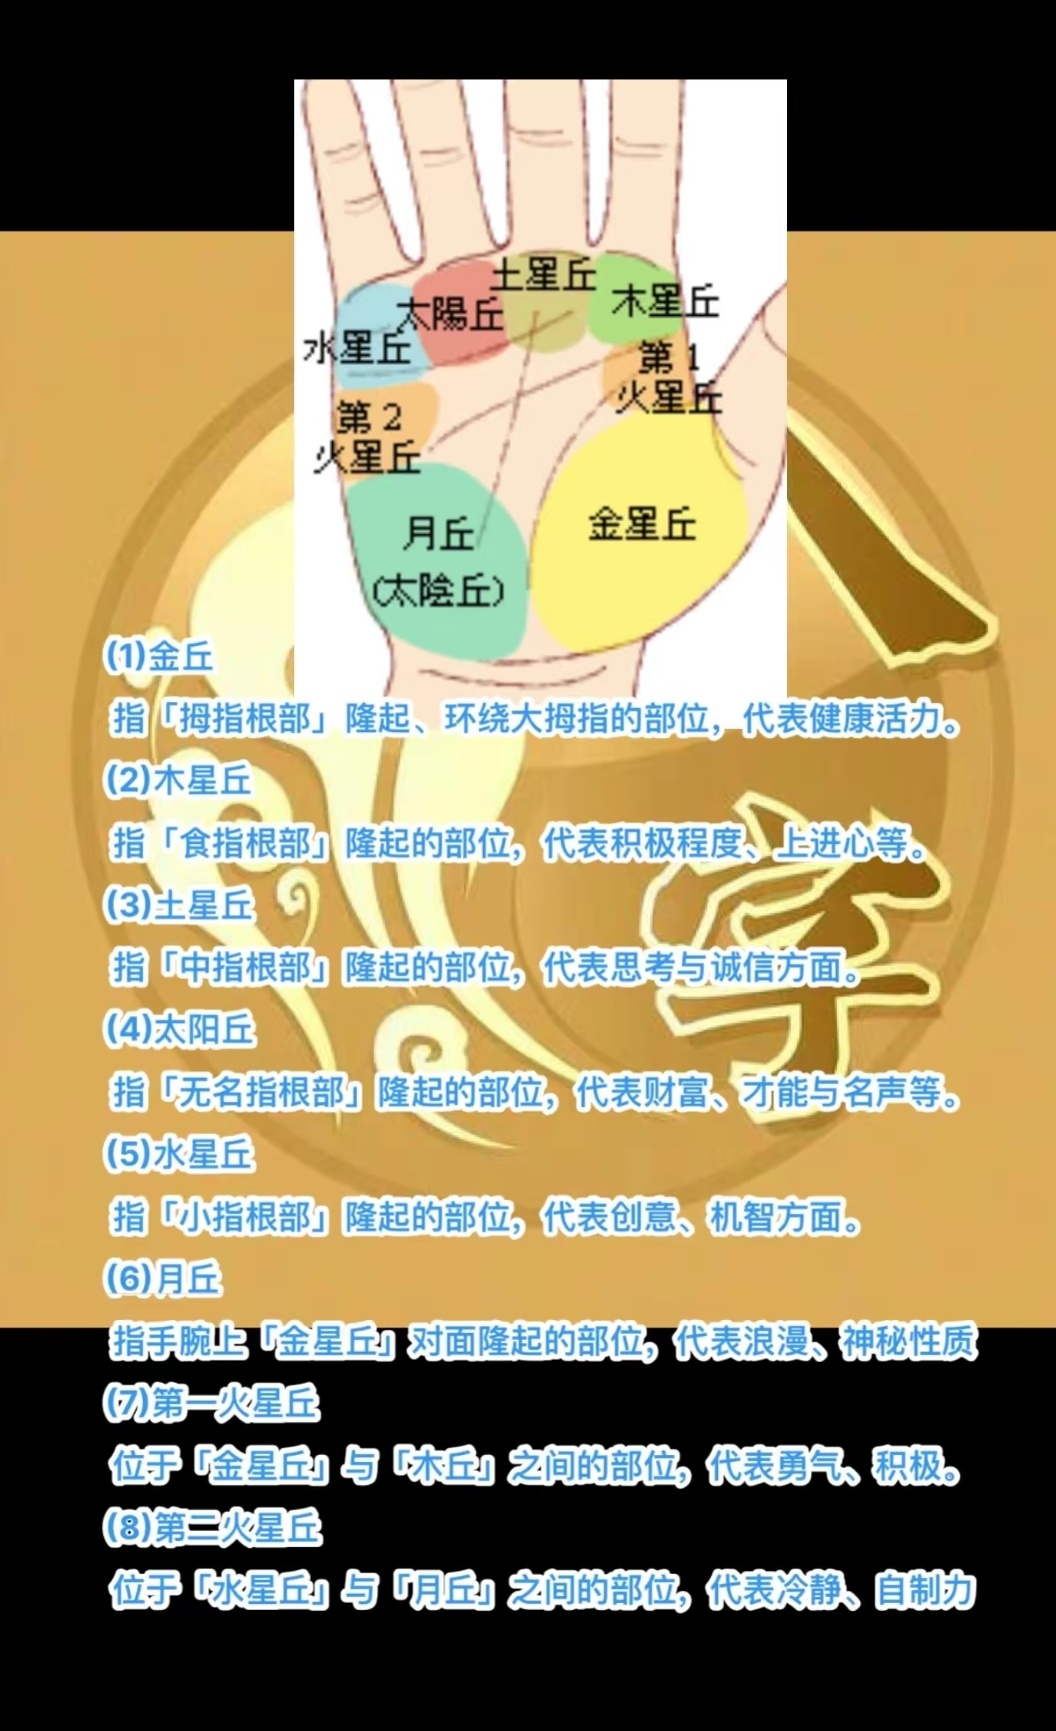 土星丘
木星丘
太陽丘
水星丘
第1
火星丘
第2
火星丘
金星丘
月丘
(太陰丘)
八
字
(1)金丘
指「拇指根部」隆起、环绕大拇指的部位，代表健康活力。
(2)木星丘
指「食指根部」隆起的部位，代表积极程度、上进心等。
(3)土星丘
指「中指根部」隆起的部位，代表思考与诚信方面。
(4)太阳丘
指「无名指根部」隆起的部位，代表财富、才能与名声等。
(5)水星丘
指「小指根部」隆起的部位，代表创意、机智方面。
(6)月丘
指手腕上「金星丘」对面隆起的部位，代表浪漫、神秘性质
(7)第一火星丘
位于「金星丘」与「木丘」之间的部位，代表勇气、积极。
(8)第二火星丘
位于「水星丘」与「月丘」之间的部位，代表冷静、自制力